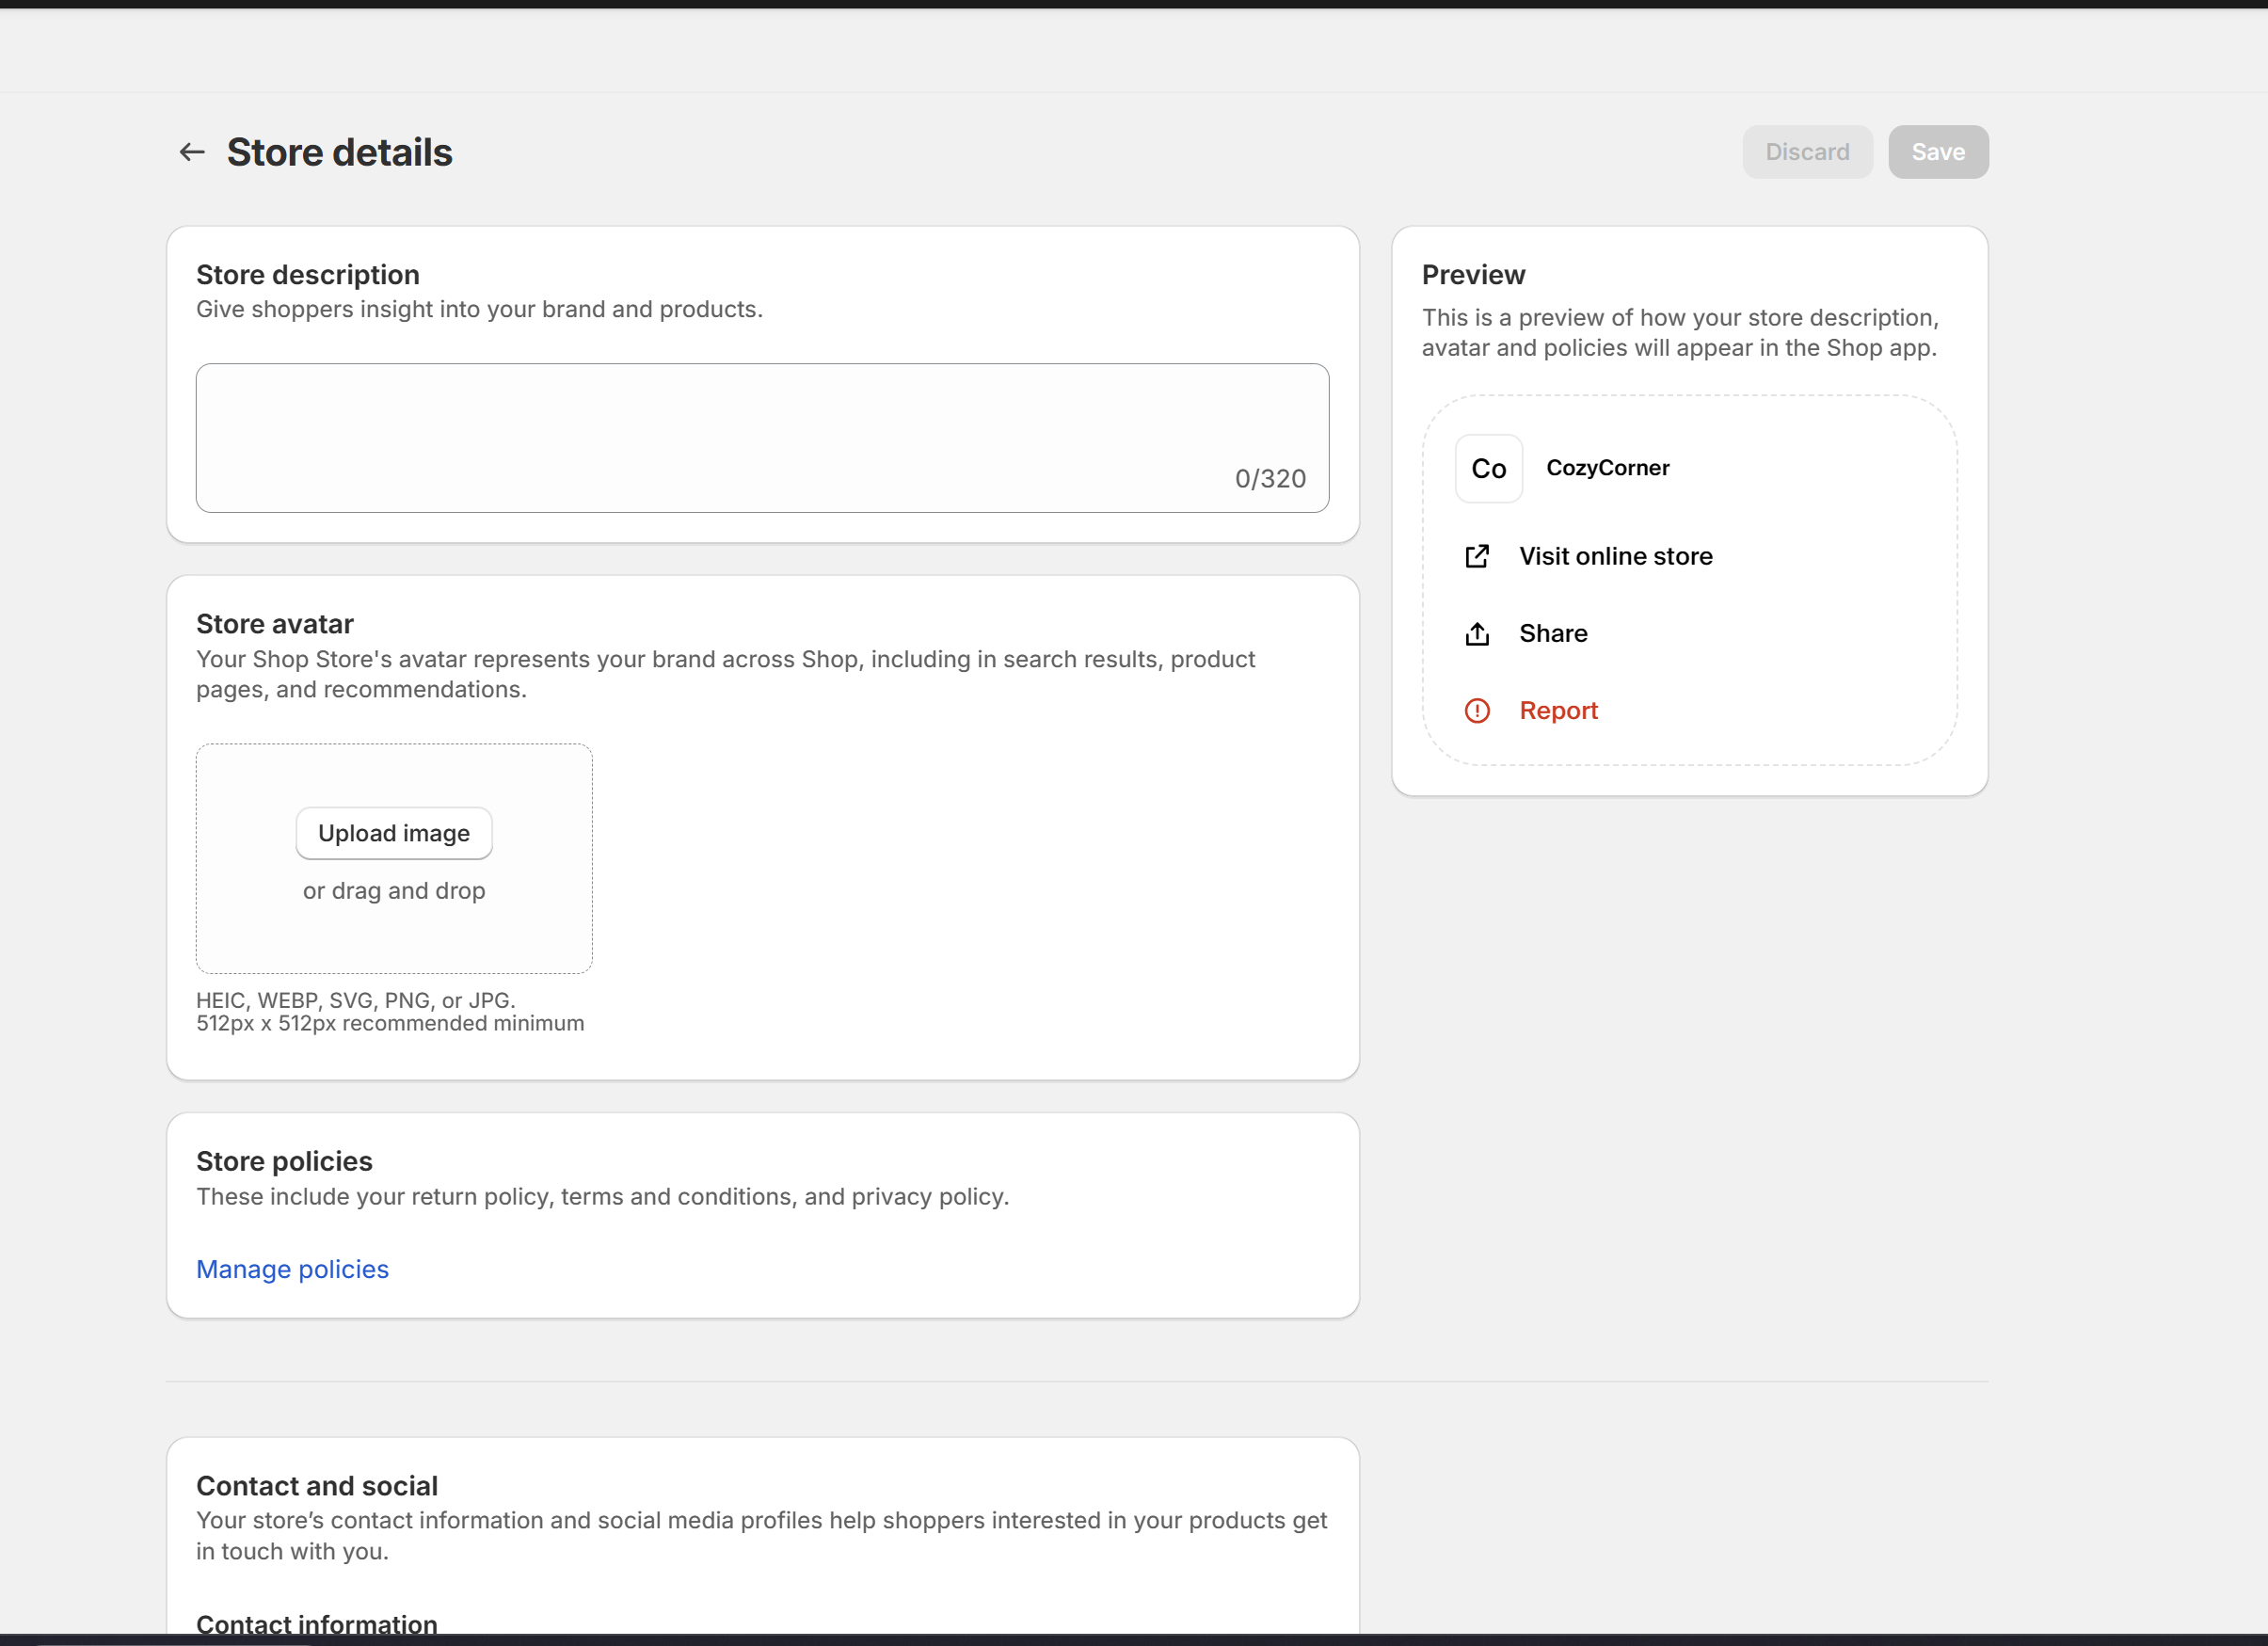 Store details
Discard
Save
Store description
Give shoppers insight into your brand and products.
0/320
Store avatar
Your Shop Store's avatar represents your brand across Shop, including in search results, product
pages, and recommendations.
Upload image
or drag and drop
HEIC, WEBP, SVG, PNG, or JPG.
512px x 512px recommended minimum
Store policies
These include your return policy, terms and conditions, and privacy policy.
Manage policies
Contact and social
Your store’s contact information and social media profiles help shoppers interested in your products get
in touch with you.
Contact information
Preview
This is a preview of how your store description,
avatar and policies will appear in the Shop app.
Co
CozyCorner
Visit online store
Share
Report